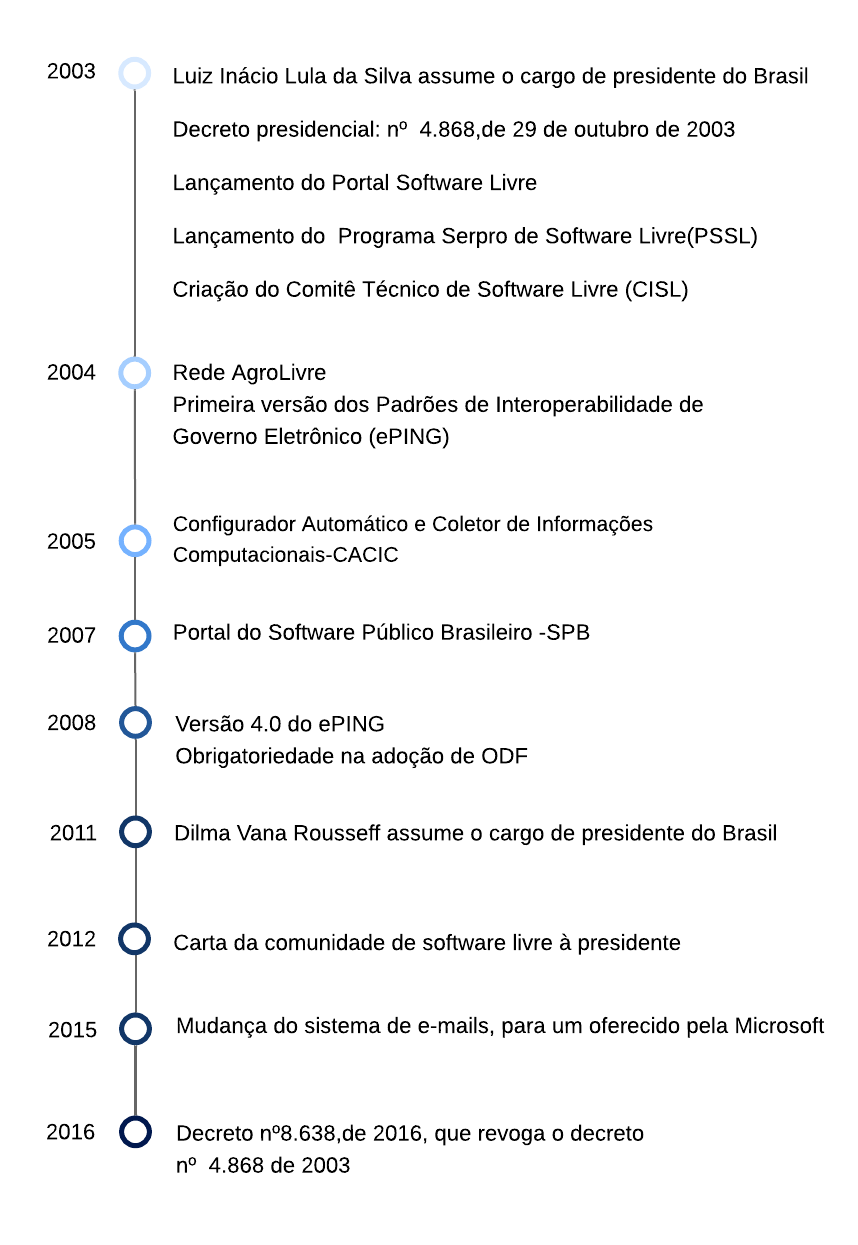 2003
Luiz Inácio Lula da Silva assume o cargo de presidente do Brasil
Decreto presidencial: nº  4.868,de 29 de outubro de 2003
Lançamento do Portal Software Livre
Lançamento do  Programa Serpro de Software Livre(PSSL)
Criação do Comitê Técnico de Software Livre (CISL)
2004
Rede AgroLivre
Primeira versão dos Padrões de Interoperabilidade de
Governo Eletrônico (ePING)
2005
Configurador Automático e Coletor de Informações
Computacionais-CACIC
2007
Portal do Software Público Brasileiro -SPB
2008
Versão 4.0 do ePING
Obrigatoriedade na adoção de ODF
2011
Dilma Vana Rousseff assume o cargo de presidente do Brasil
2012
Carta da comunidade de software livre à presidente
2015
Mudança do sistema de e-mails, para um oferecido pela Microsoft
2016
Decreto nº8.638,de 2016, que revoga o decreto
nº  4.868 de 2003